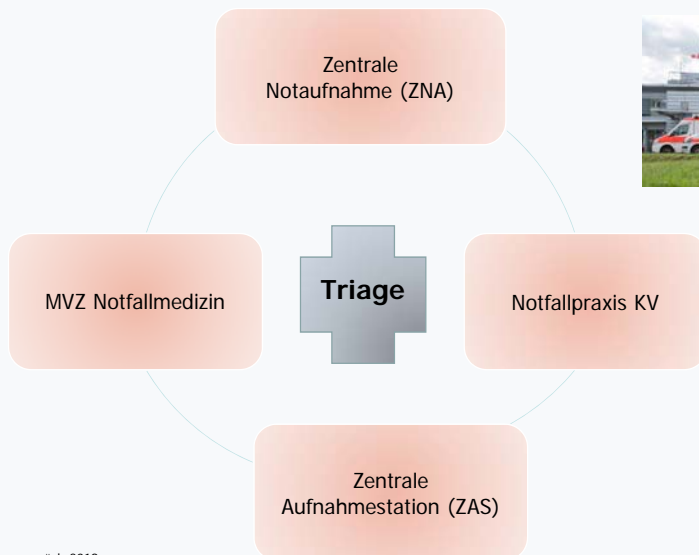 Zentrale
Notaufnahme (ZNA)
MVZ Notfallmedizin
Triage
Notfallpraxis KV
Zentrale
Aufnahmestation (ZAS)